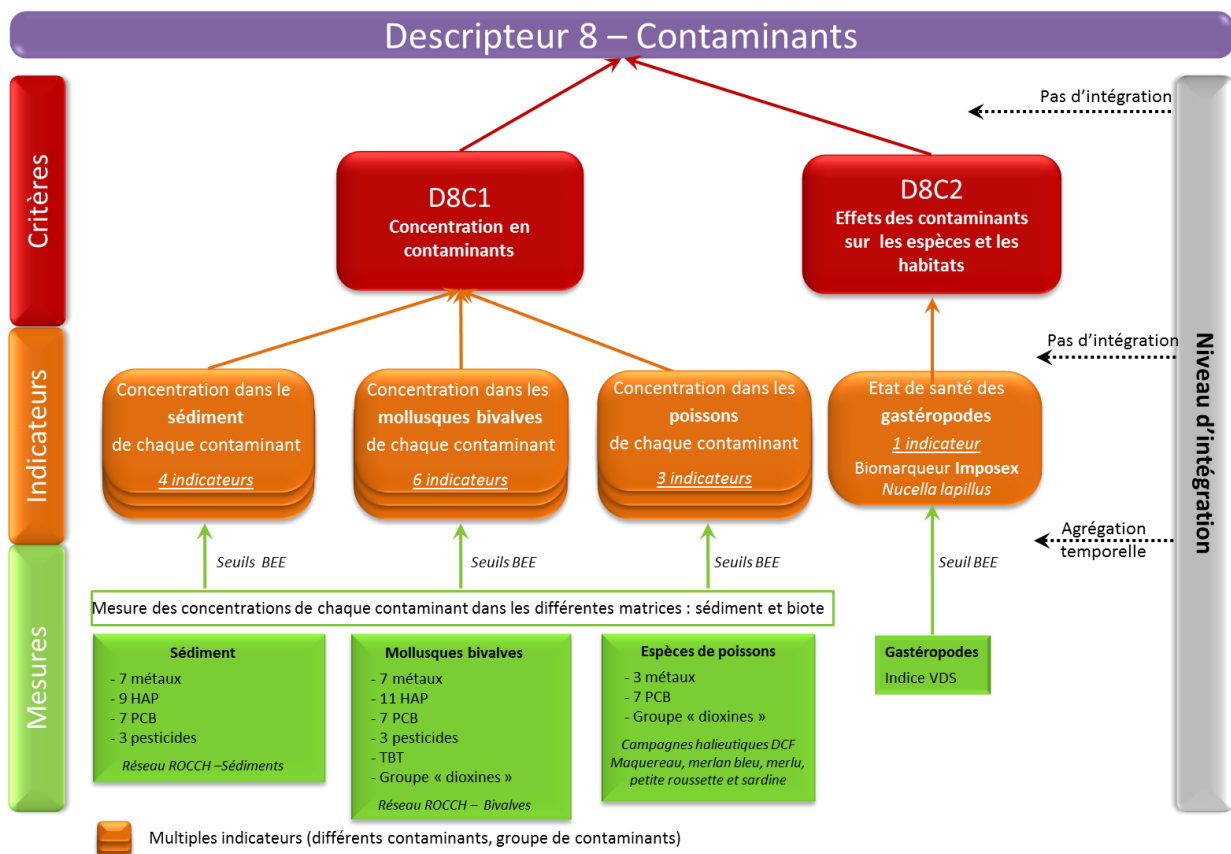 Descripteur 8 – Contaminants
Critères
Indicateurs
Mesures
Niveau d'intégration
Pas d'intégration
D8C1
Concentration en
contaminants
D8C2
Effets des contaminants
sur les espèces et les
habitats
Pas d'intégration
Concentration dans le
sédiment
de chaque contaminant
4 indicateurs
Concentration dans les
mollusques bivalves
de chaque contaminant
6 indicateurs
Concentration dans les
poissons
de chaque contaminant
3 indicateurs
Etat de santé des
gastéropodes
1 indicateur
Biomarqueur Imposex
Nucella lapillus
Agrégation
temporelle
Seuils BEE
Seuils BEE
Seuils BEE
Seuil BEE
Mesure des concentrations de chaque contaminant dans les différentes matrices : sédiment et biote
Sédiment
- 7 métaux
- 9 HAP
- 7 PCB
- 3 pesticides
Réseau ROCCH –Sédiments
Mollusques bivalves
- 7 métaux
- 11 HAP
- 7 PCB
- 3 pesticides
- TBT
- Groupe « dioxines »
Réseau ROCCH – Bivalves
Espèces de poissons
- 3 métaux
- 7 PCB
- Groupe « dioxines »
Campagnes halieutiques DCF
Maquereau, merlan bleu, merlu,
petite roussette et sardine
Gastéropodes
Indice VDS
Multiples indicateurs (différents contaminants, groupe de contaminants)